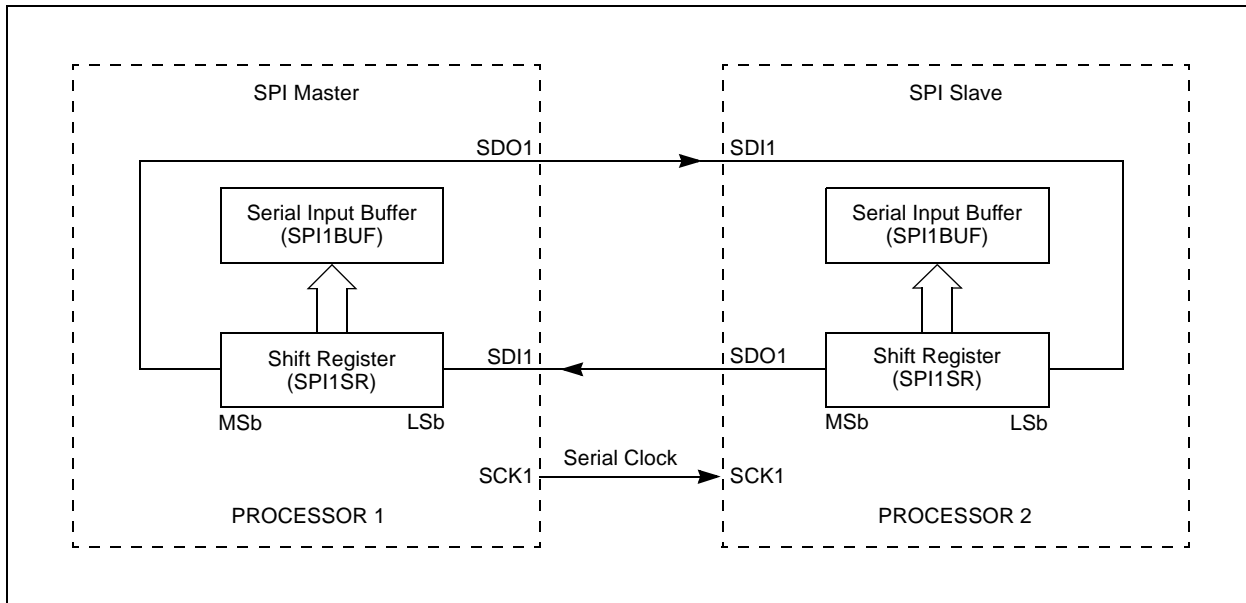 SPI Master
SDO1
Serial Input Buffer
(SPI1BUF)
Shift Register
(SPI1SR)
MSb
LSb
SDI1
SCK1
PROCESSOR 1
Serial Clock
SPI Slave
SDI1
Serial Input Buffer
(SPI1BUF)
SDO1
Shift Register
(SPI1SR)
MSb
LSb
SCK1
PROCESSOR 2